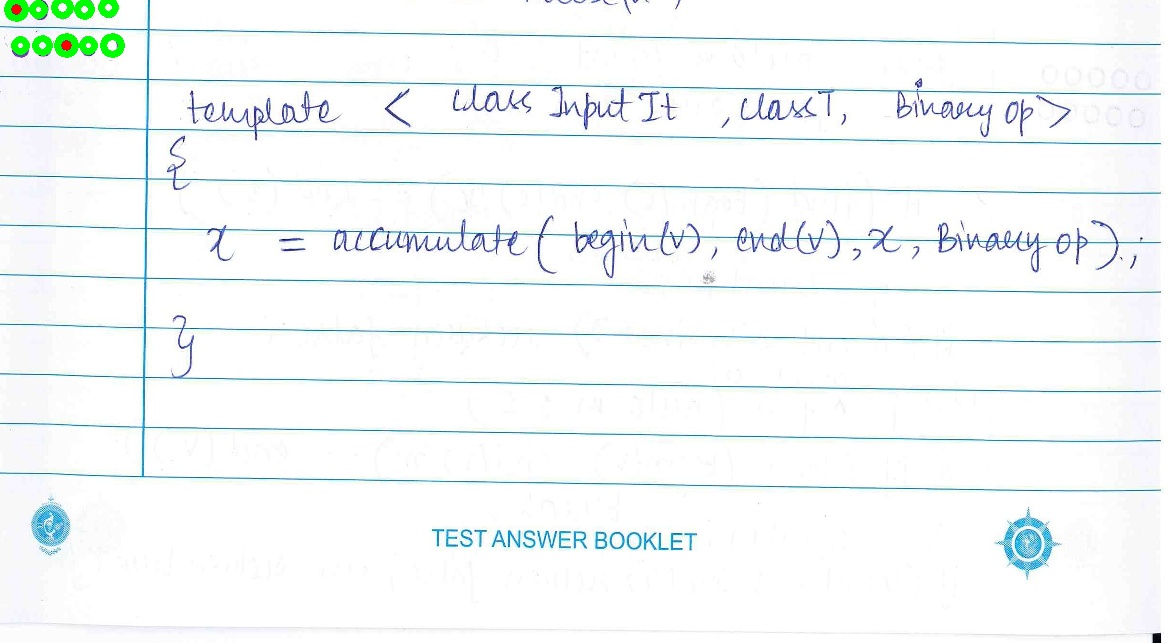 template < class InputIt , class T, Binary op>
{
x = accumulate ( begin(v), end(v), x, Binary op);
}
TEST ANSWER BOOKLET